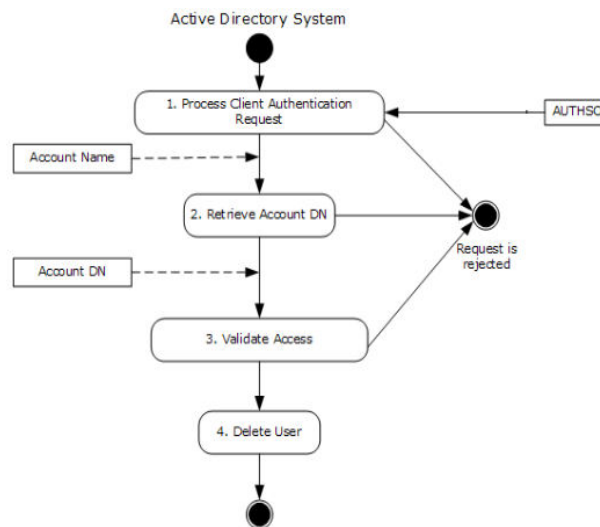 Active Directory System
1. Process Client Authentication
Request
AUTHSO
Account Name
2. Retrieve Account DN
Request is
rejected
Account DN
3. Validate Access
4. Delete User